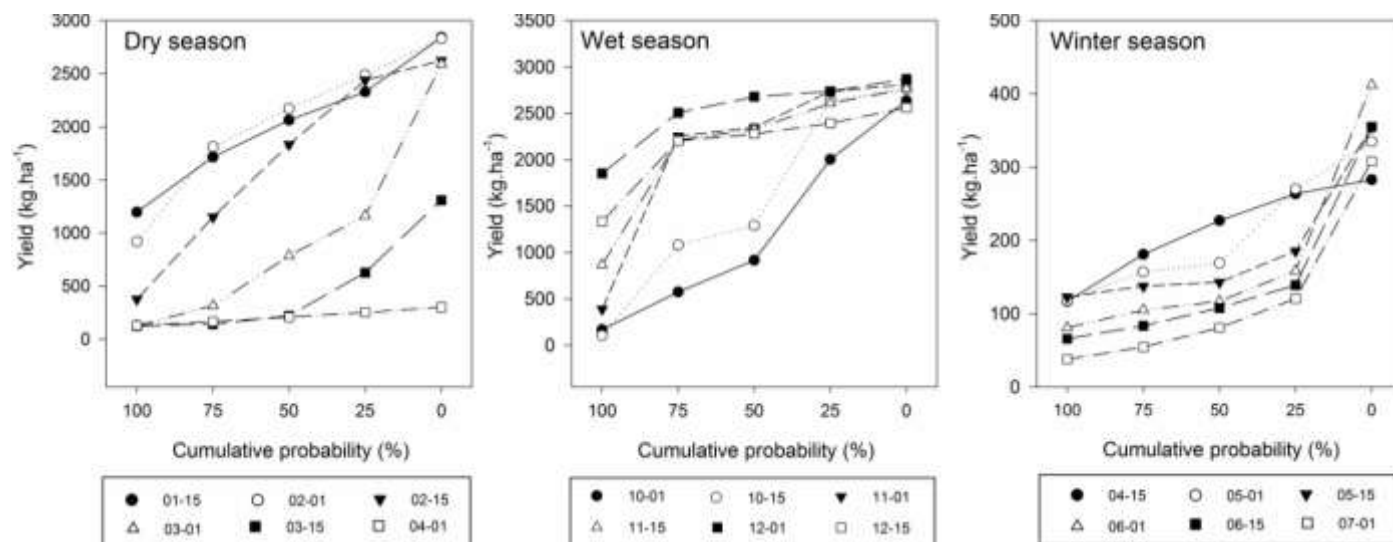 Dry season
3000
2500
2000
1500
1000
500
0
Yield (kg.ha⁻¹)
100 75 50 25 0
Cumulative probability (%)
01-15 02-01 02-15
03-01 03-15 04-01
Wet season
3500
3000
2500
2000
1500
1000
500
0
Yield (kg.ha⁻¹)
100 75 50 25 0
Cumulative probability (%)
10-01 10-15 11-01
11-15 12-01 12-15
Winter season
500
400
300
200
100
0
Yield (kg.ha⁻¹)
100 75 50 25 0
Cumulative probability (%)
04-15 05-01 05-15
06-01 06-15 07-01